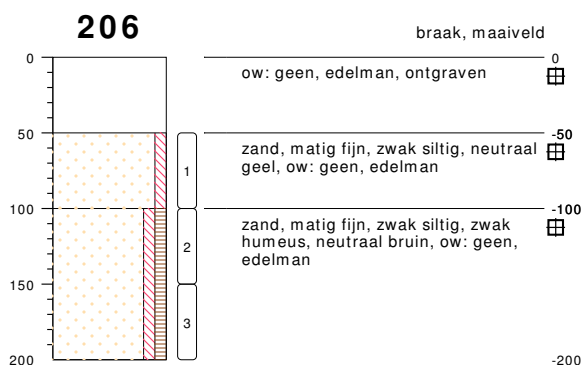 206
braak, maaiveld
0
0
ow: geen, edelman, ontgraven
50
-50
zand, matig fijn, zwak siltig, neutraal
geel, ow: geen, edelman
1
100
-100
zand, matig fijn, zwak siltig, zwak
humeus, neutraal bruin, ow: geen,
edelman
2
150
3
200
-200